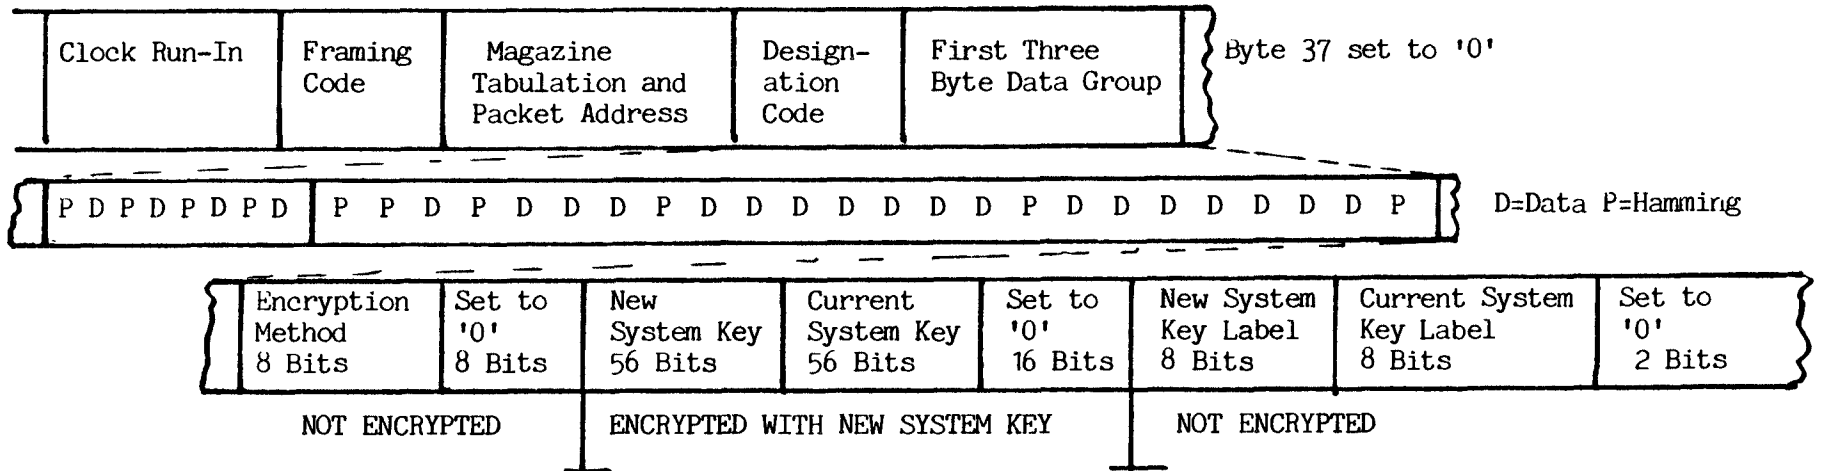 Clock Run-In
Framing
Code
Magazine
Tabulation and
Packet Address
Design-
ation
Code
First Three
Byte Data Group
Byte 37 set to '0'
P D P D P D P D P P D P D D D P D D D D D D D P D D D D D D D P
D=Data P=Hamming
Encryption
Method
8 Bits
Set to
'0'
8 Bits
New
System Key
56 Bits
Current
System Key
56 Bits
Set to
'0'
16 Bits
New System
Key Label
8 Bits
Current System
Key Label
8 Bits
Set to
'0'
2 Bits
NOT ENCRYPTED
ENCRYPTED WITH NEW SYSTEM KEY
NOT ENCRYPTED